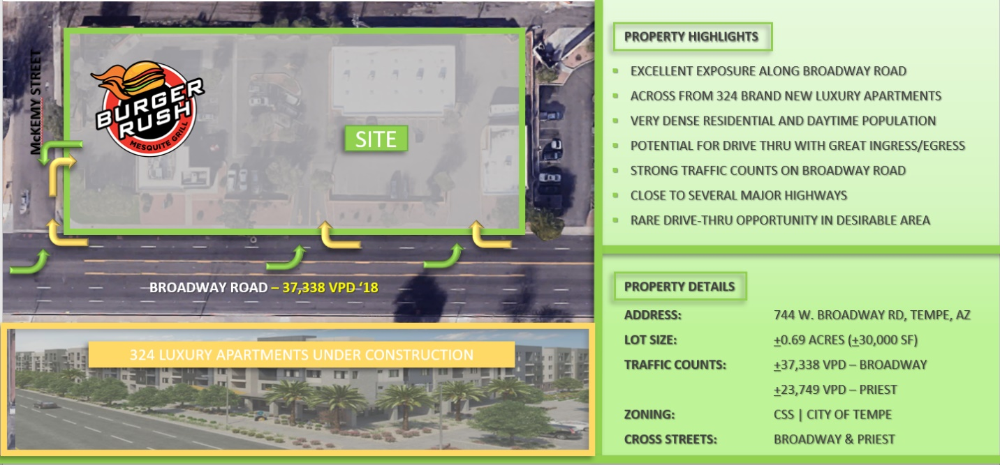 McKEMY STREET
BURGER
RUSH
MESQUITE GRILL
SITE
BROADWAY ROAD – 37,338 VPD ‘18
324 LUXURY APARTMENTS UNDER CONSTRUCTION
PROPERTY HIGHLIGHTS
▪ EXCELLENT EXPOSURE ALONG BROADWAY ROAD
▪ ACROSS FROM 324 BRAND NEW LUXURY APARTMENTS
▪ VERY DENSE RESIDENTIAL AND DAYTIME POPULATION
▪ POTENTIAL FOR DRIVE THRU WITH GREAT INGRESS/EGRESS
▪ STRONG TRAFFIC COUNTS ON BROADWAY ROAD
▪ CLOSE TO SEVERAL MAJOR HIGHWAYS
▪ RARE DRIVE-THRU OPPORTUNITY IN DESIRABLE AREA
PROPERTY DETAILS
ADDRESS: 744 W. BROADWAY RD, TEMPE, AZ
LOT SIZE: ±0.69 ACRES (±30,000 SF)
TRAFFIC COUNTS: ±37,338 VPD – BROADWAY
±23,749 VPD – PRIEST
ZONING: CSS | CITY OF TEMPE
CROSS STREETS: BROADWAY & PRIEST